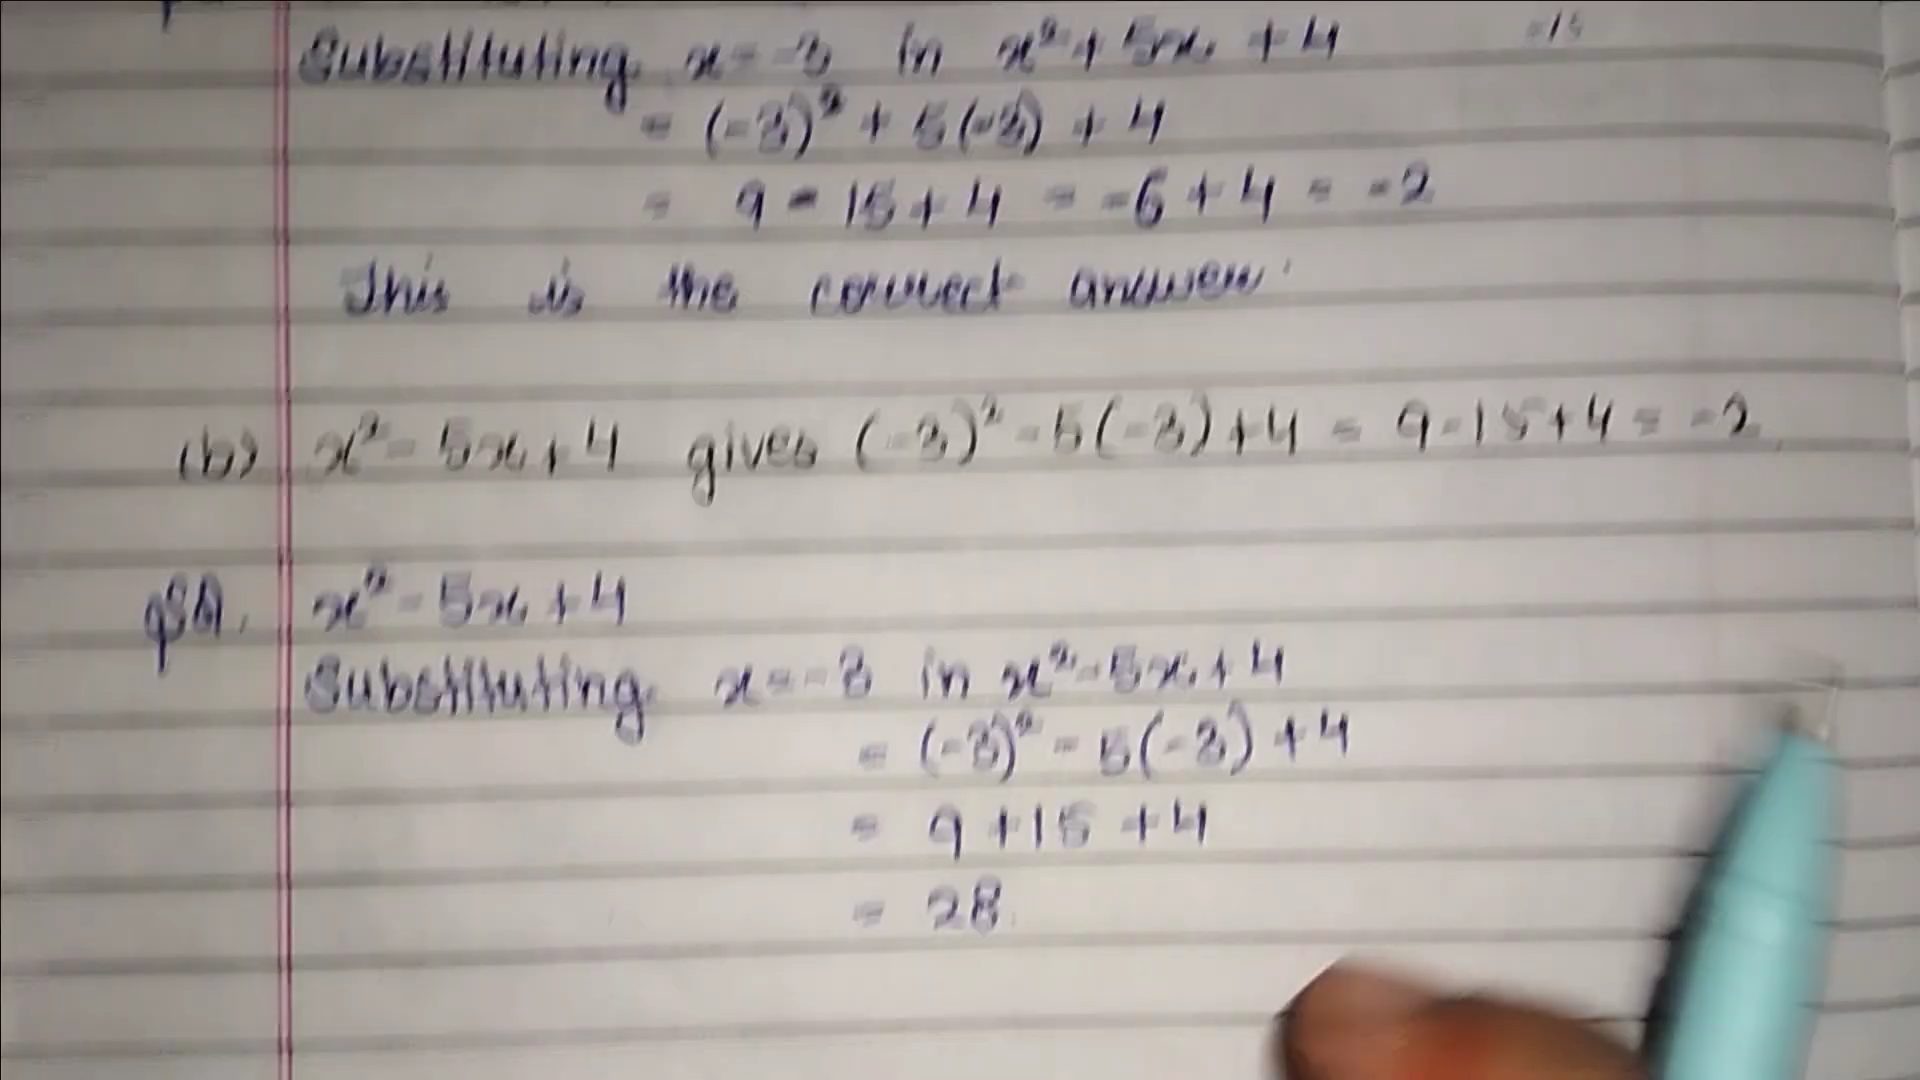 Substituting x = -3 in x² + 5x + 4
= (-3)² + 5(-3) + 4
= 9 - 15 + 4 = -6 + 4 = -2
This is the correct answer.
(b) x² - 5x + 4 gives (-3)² - 5(-3) + 4 = 9 - 15 + 4 = -2
x² - 5x + 4
Substituting x = -3 in x² - 5x + 4
= (-3)² - 5(-3) + 4
= 9 + 15 + 4
= 28